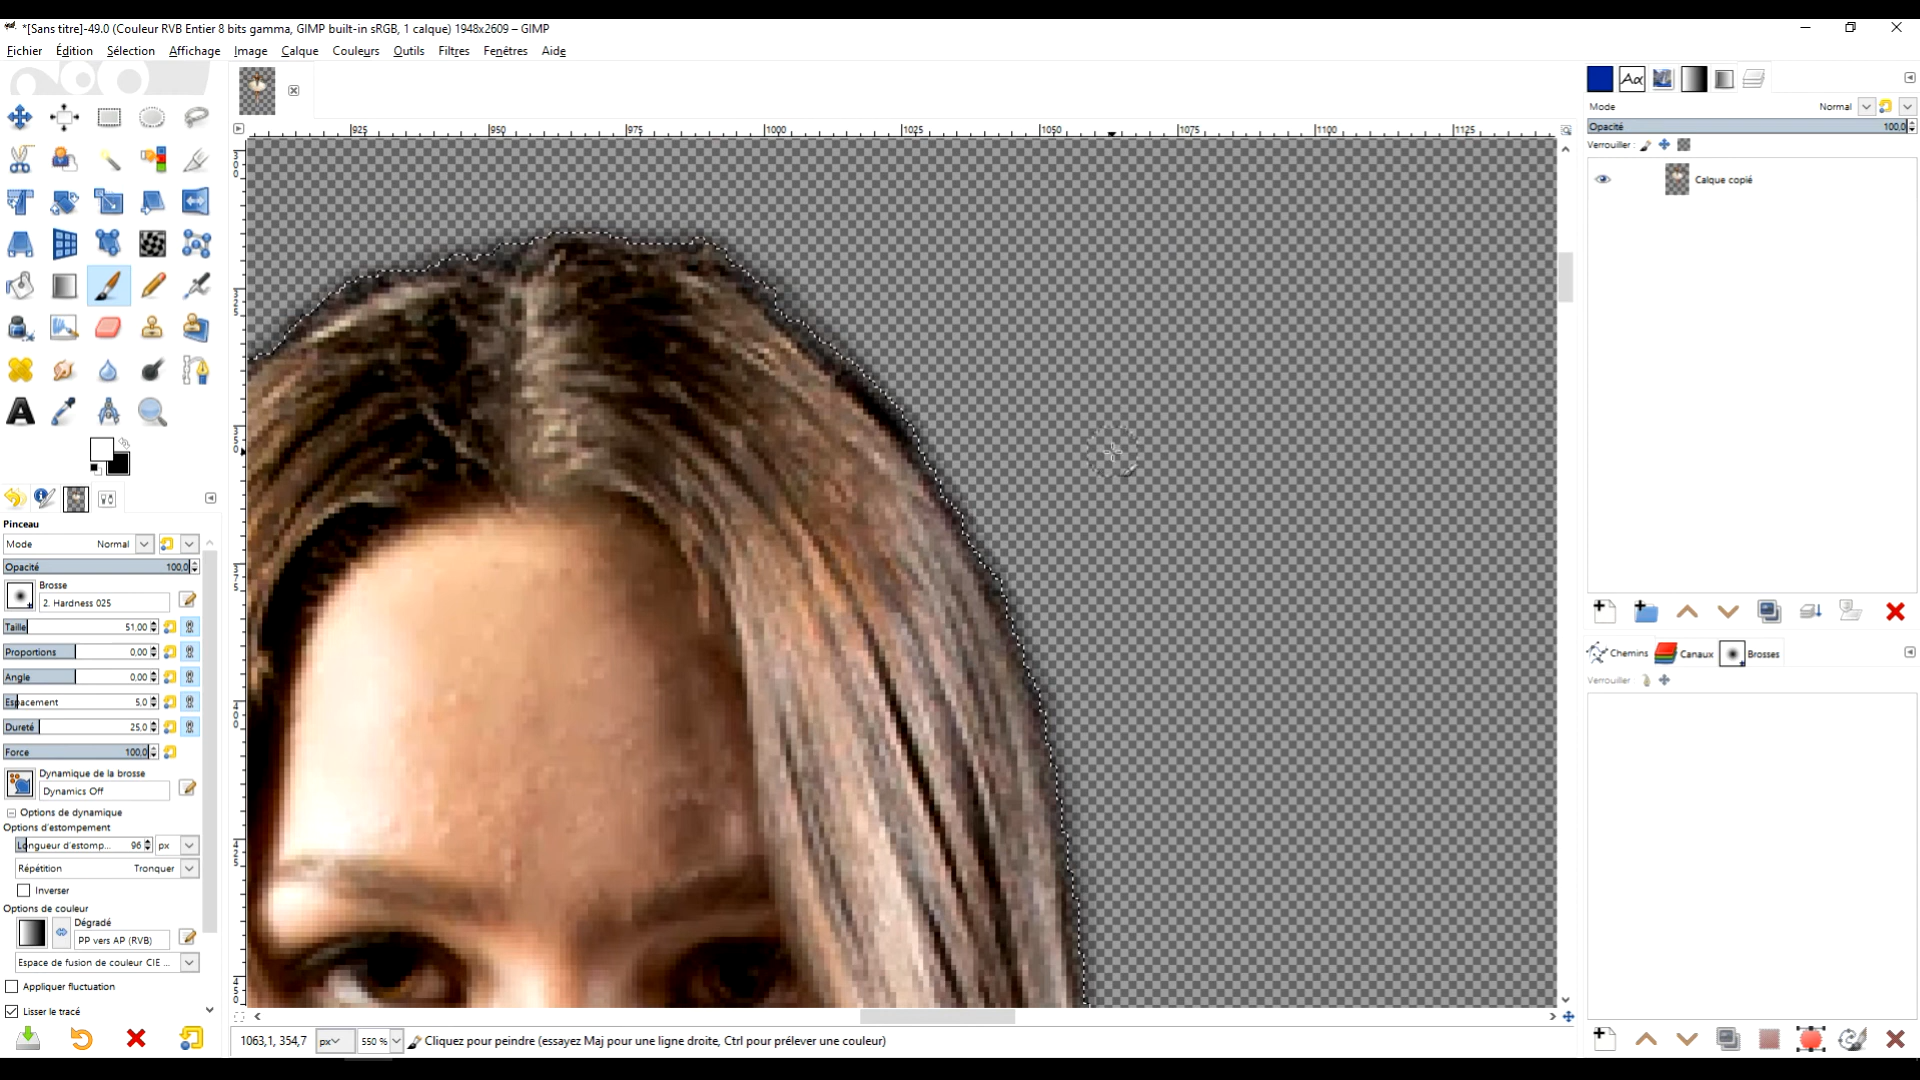 *[Sans titre]-49.0 (Couleur RVB Entier 8 bits gamma, GIMP built-in sRGB, 1 calque) 1948x2609 – GIMP
Fichier Édition Sélection Affichage Image Calque Couleurs Outils Filtres Fenêtres Aide
925 950 975 1000 1025 1050 1075 1100 1125
300
325
350
375
400
425
450
Pinceau
Mode Normal
Opacité 100,0
Brosse
2. Hardness 025
Taille 51,00
Proportions 0,00
Angle 0,00
Espacement 5,0
Dureté 25,0
Force 100,0
Dynamique de la brosse
Dynamics Off
Options de dynamique
Options d'estompement
Longueur d'estomp... 96 px
Répétition Tronquer
Inverser
Options de couleur
Dégradé
PP vers AP (RVB)
Espace de fusion de couleur CIE ...
Appliquer fluctuation
Lisser le tracé
1063,1, 354,7 px 550 % Cliquez pour peindre (essayez Maj pour une ligne droite, Ctrl pour prélever une couleur)
Mode Normal
Opacité 100,0
Verrouiller :
Calque copié
Chemins Canaux Brosses
Verrouiller